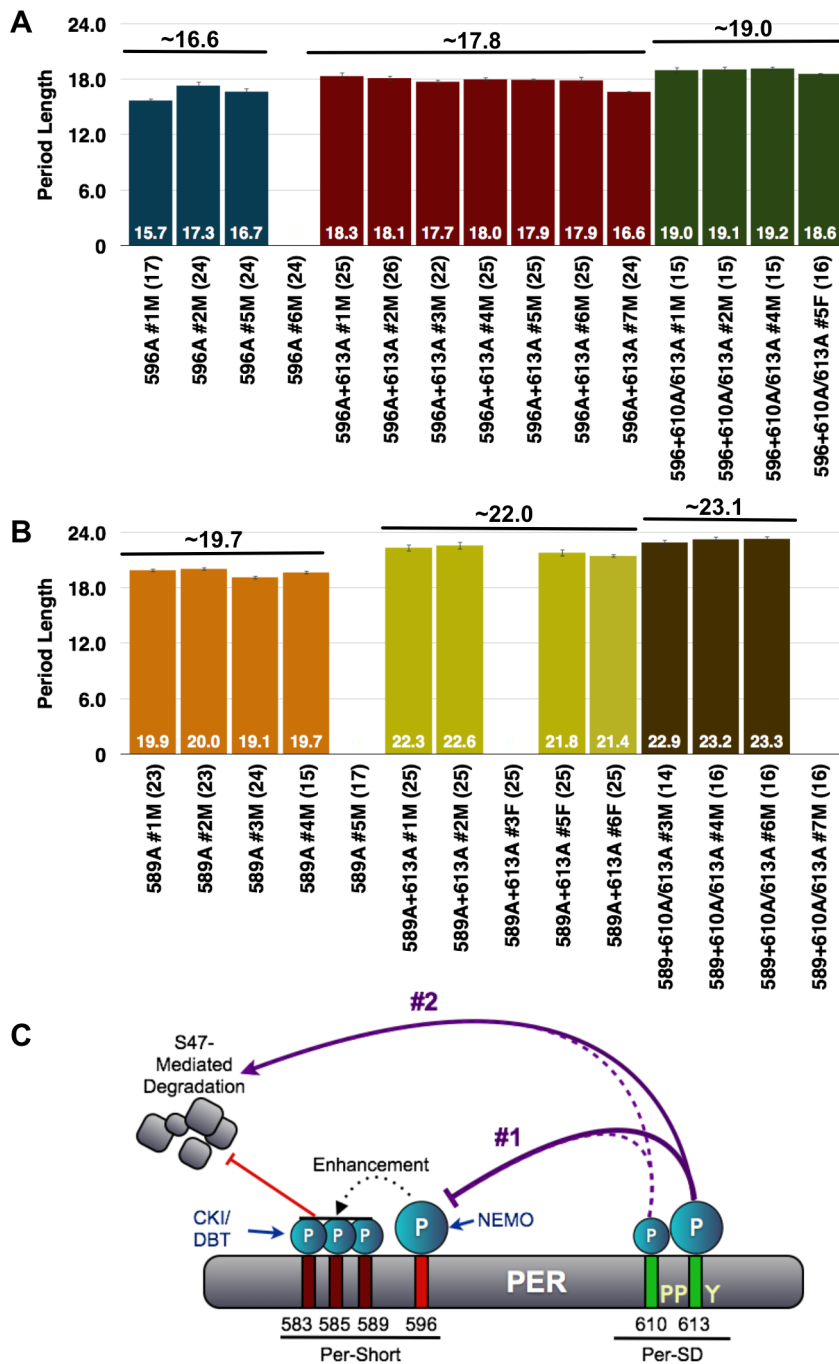 A
24.0
18.0
12.0
6.0
0
Period Length
~16.6
~17.8
~19.0
15.7
17.3
16.7
18.3
18.1
17.7
18.0
17.9
17.9
16.6
19.0
19.1
19.2
18.6
596A #1M (17)
596A #2M (24)
596A #5M (24)
596A #6M (24)
596A+613A #1M (25)
596A+613A #2M (26)
596A+613A #3M (22)
596A+613A #4M (25)
596A+613A #5M (25)
596A+613A #6M (25)
596A+613A #7M (24)
596+610A/613A #1M (15)
596+610A/613A #2M (15)
596+610A/613A #4M (15)
596+610A/613A #5F (16)
B
24.0
18.0
12.0
6.0
0
Period Length
~19.7
~22.0
~23.1
19.9
20.0
19.1
19.7
22.3
22.6
21.8
21.4
22.9
23.2
23.3
589A #1M (23)
589A #2M (23)
589A #3M (24)
589A #4M (15)
589A #5M (17)
589A+613A #1M (25)
589A+613A #2M (25)
589A+613A #3F (25)
589A+613A #5F (25)
589A+613A #6F (25)
589+610A/613A #3M (14)
589+610A/613A #4M (16)
589+610A/613A #6M (16)
589+610A/613A #7M (16)
C
#2
S47-
Mediated
Degradation
#1
Enhancement
CKI/
DBT
P
P
P
P
NEMO
P
P
PER
PP
Y
583
585
589
596
610
613
Per-Short
Per-SD